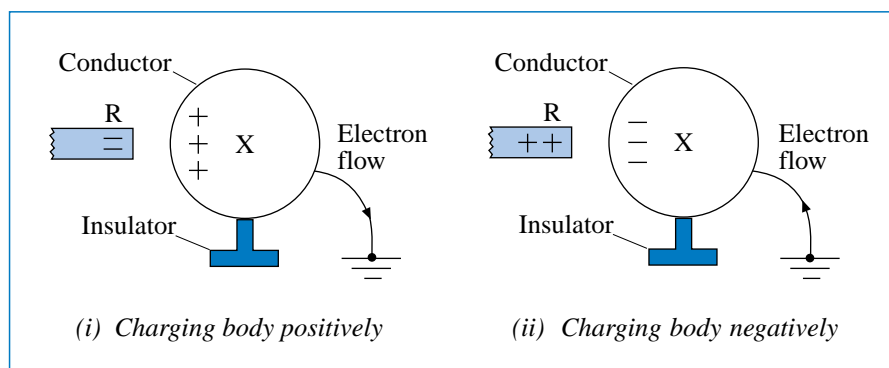 Conductor
R
X
+
+
+
Electron
flow
Insulator
(i) Charging body positively
Conductor
R
+ +
X
Electron
flow
Insulator
(ii) Charging body negatively